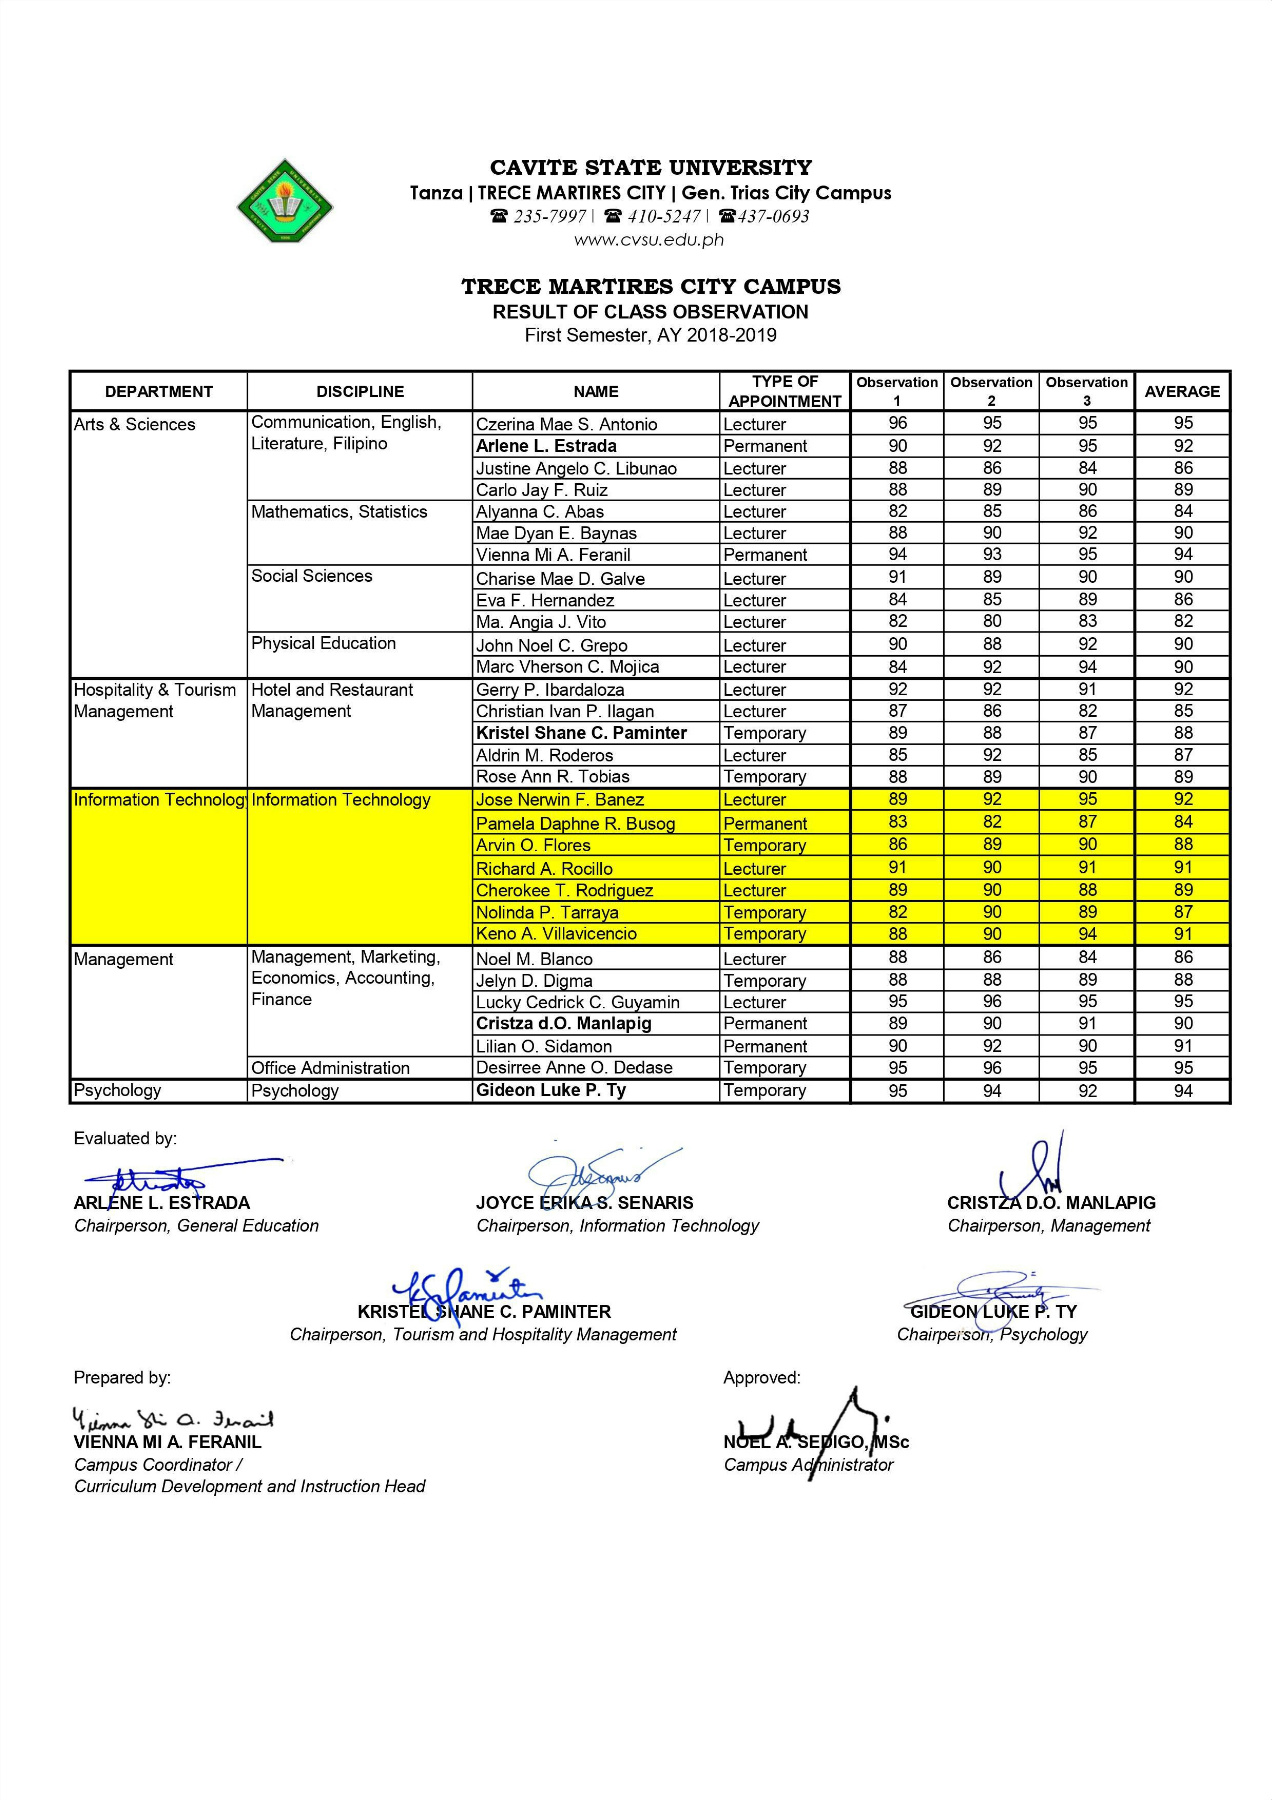 CAVITE STATE UNIVERSITY
Tanza | TRECE MARTIRES CITY | Gen. Trias City Campus
☎ 235-7997 | ☎ 410-5247 | ☎437-0693
www.cvsu.edu.ph
TRECE MARTIRES CITY CAMPUS
RESULT OF CLASS OBSERVATION
First Semester, AY 2018-2019
DEPARTMENT DISCIPLINE NAME TYPE OF APPOINTMENT Observation 1 Observation 2 Observation 3 AVERAGE
Arts & Sciences Communication, English, Czerina Mae S. Antonio Lecturer 96 95 95 95
Literature, Filipino Arlene L. Estrada Permanent 90 92 95 92
Justine Angelo C. Libunao Lecturer 88 86 84 86
Carlo Jay F. Ruiz Lecturer 88 89 90 89
Mathematics, Statistics Alyanna C. Abas Lecturer 82 85 86 84
Mae Dyan E. Baynas Lecturer 88 90 92 90
Vienna Mi A. Feranil Permanent 94 93 95 94
Social Sciences Charise Mae D. Galve Lecturer 91 89 90 90
Eva F. Hernandez Lecturer 84 85 89 86
Ma. Angia J. Vito Lecturer 82 80 83 82
Physical Education John Noel C. Grepo Lecturer 90 88 92 90
Marc Vherson C. Mojica Lecturer 84 92 94 90
Hospitality & Tourism Hotel and Restaurant Gerry P. Ibardaloza Lecturer 92 92 91 92
Management Management Christian Ivan P. Ilagan Lecturer 87 86 82 85
Kristel Shane C. Paminter Temporary 89 88 87 88
Aldrin M. Roderos Lecturer 85 92 85 87
Rose Ann R. Tobias Temporary 88 89 90 89
Information Technolog Information Technology Jose Nerwin F. Banez Lecturer 89 92 95 92
Pamela Daphne R. Busog Permanent 83 82 87 84
Arvin O. Flores Temporary 86 89 90 88
Richard A. Rocillo Lecturer 91 90 91 91
Cherokee T. Rodriguez Lecturer 89 90 88 89
Nolinda P. Tarraya Temporary 82 90 89 87
Keno A. Villavicencio Temporary 88 90 94 91
Management Management, Marketing, Noel M. Blanco Lecturer 88 86 84 86
Economics, Accounting, Jelyn D. Digma Temporary 88 88 89 88
Finance Lucky Cedrick C. Guyamin Lecturer 95 96 95 95
Cristza d.O. Manlapig Permanent 89 90 91 90
Lilian O. Sidamon Permanent 90 92 90 91
Office Administration Desirree Anne O. Dedase Temporary 95 96 95 95
Psychology Psychology Gideon Luke P. Ty Temporary 95 94 92 94
Evaluated by:
ARLENE L. ESTRADA JOYCE ERIKA S. SENARIS CRISTZA D.O. MANLAPIG
Chairperson, General Education Chairperson, Information Technology Chairperson, Management
KRISTEL SHANE C. PAMINTER GIDEON LUKE P. TY
Chairperson, Tourism and Hospitality Management Chairperson, Psychology
Prepared by: Approved:
Vienna Mi A. Feranil
VIENNA MI A. FERANIL NOEL A. SEDIGO, MSc
Campus Coordinator / Campus Administrator
Curriculum Development and Instruction Head